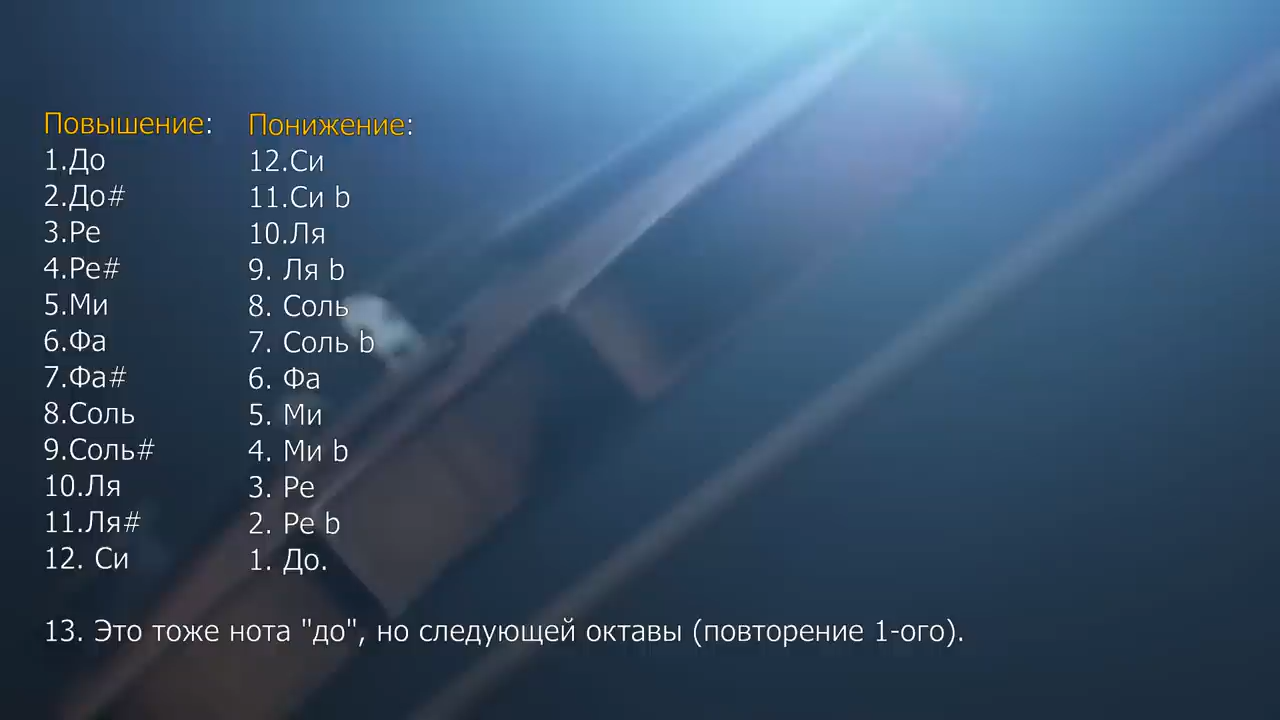 Повышение:
1.До
2.До#
3.Ре
4.Ре#
5.Ми
6.Фа
7.Фа#
8.Соль
9.Соль#
10.Ля
11.Ля#
12. Си
Понижение:
12.Си
11.Си b
10.Ля
9. Ля b
8. Соль
7. Соль b
6. Фа
5. Ми
4. Ми b
3. Ре
2. Ре b
1. До.
13. Это тоже нота "до", но следующей октавы (повторение 1-ого).